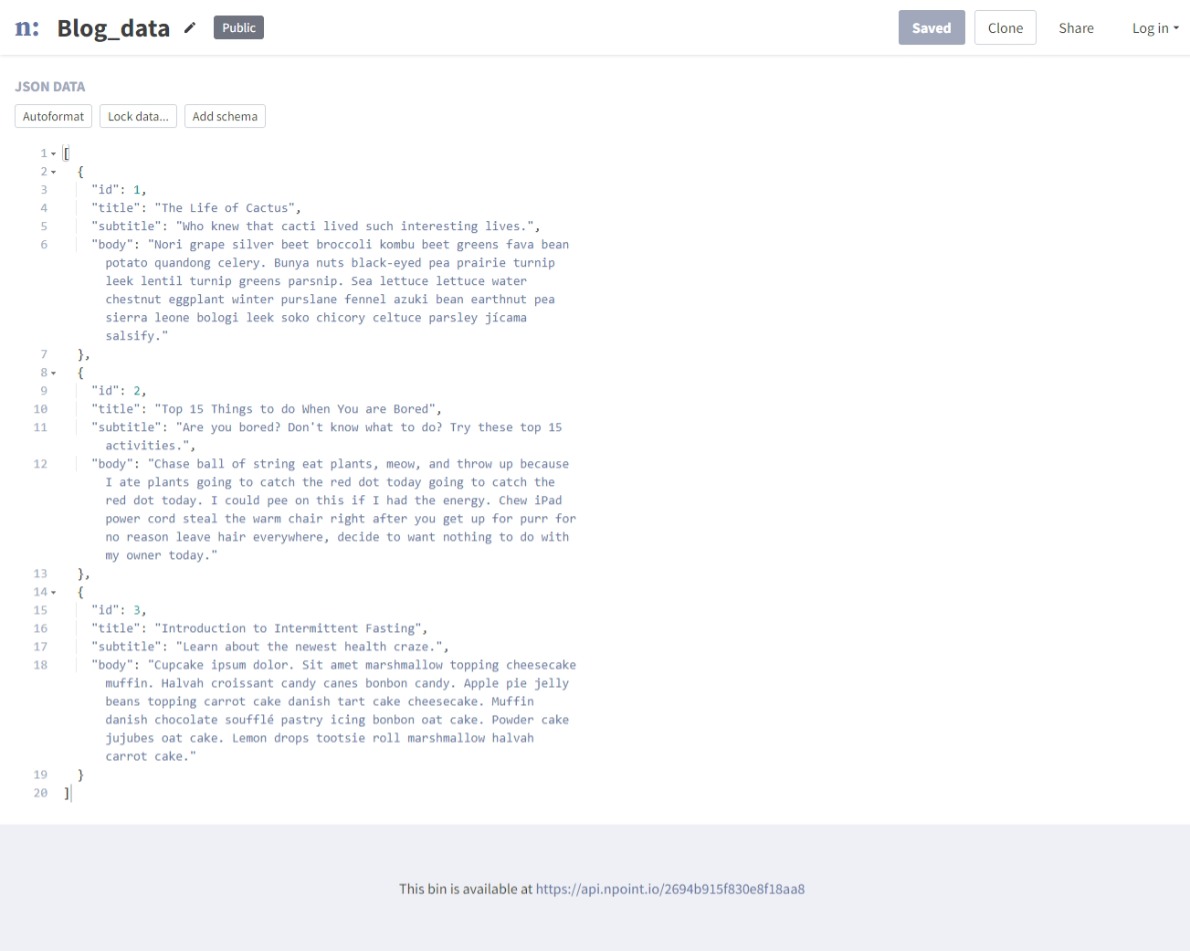 n: Blog_data Public Saved Clone Share Log in
JSON DATA
Autoformat Lock data... Add schema
1 [
2 {
3 "id": 1,
4 "title": "The Life of Cactus",
5 "subtitle": "Who knew that cacti lived such interesting lives.",
6 "body": "Nori grape silver beet broccoli kombu beet greens fava bean
potato quandong celery. Bunya nuts black-eyed pea prairie turnip
leek lentil turnip greens parsnip. Sea lettuce lettuce water
chestnut eggplant winter purslane fennel azuki bean earthnut pea
sierra leone bologi leek soko chicory celtuce parsley jícama
salsify."
7 },
8 {
9 "id": 2,
10 "title": "Top 15 Things to do When You are Bored",
11 "subtitle": "Are you bored? Don't know what to do? Try these top 15
activities.",
12 "body": "Chase ball of string eat plants, meow, and throw up because
I ate plants going to catch the red dot today going to catch the
red dot today. I could pee on this if I had the energy. Chew iPad
power cord steal the warm chair right after you get up for purr for
no reason leave hair everywhere, decide to want nothing to do with
my owner today."
13 },
14 {
15 "id": 3,
16 "title": "Introduction to Intermittent Fasting",
17 "subtitle": "Learn about the newest health craze.",
18 "body": "Cupcake ipsum dolor. Sit amet marshmallow topping cheesecake
muffin. Halvah croissant candy canes bonbon candy. Apple pie jelly
beans topping carrot cake danish tart cake cheesecake. Muffin
danish chocolate soufflé pastry icing bonbon oat cake. Powder cake
jujubes oat cake. Lemon drops tootsie roll marshmallow halvah
carrot cake."
19 }
20 ]
This bin is available at https://api.npoint.io/2694b915f830e8f18aa8